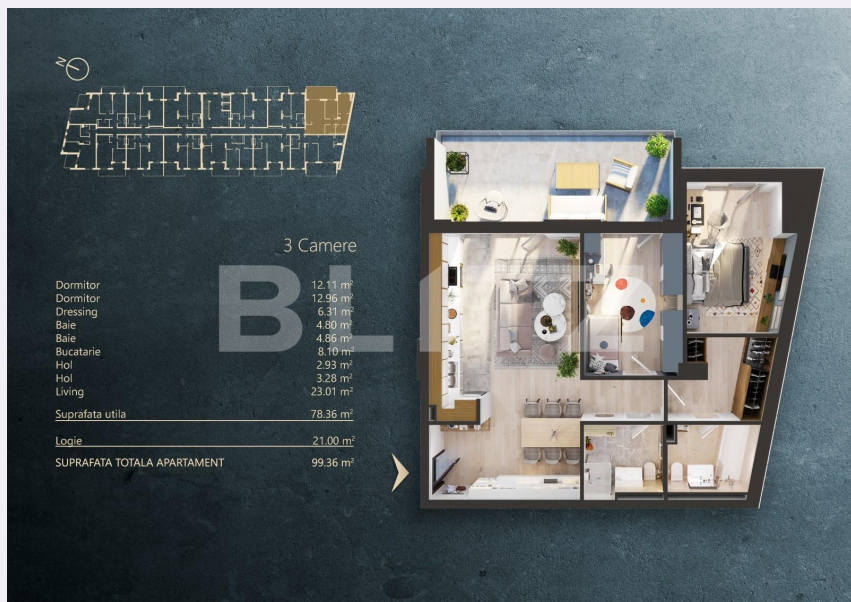 N
3 Camere
Dormitor 12.11 m²
Dormitor 12.96 m²
Dressing 6.31 m²
Baie 4.80 m²
Baie 4.86 m²
Bucatarie 8.10 m²
Hol 2.93 m²
Hol 3.28 m²
Living 23.01 m²
Suprafata utila 78.36 m²
Logie 21.00 m²
SUPRAFATA TOTALA APARTAMENT 99.36 m²